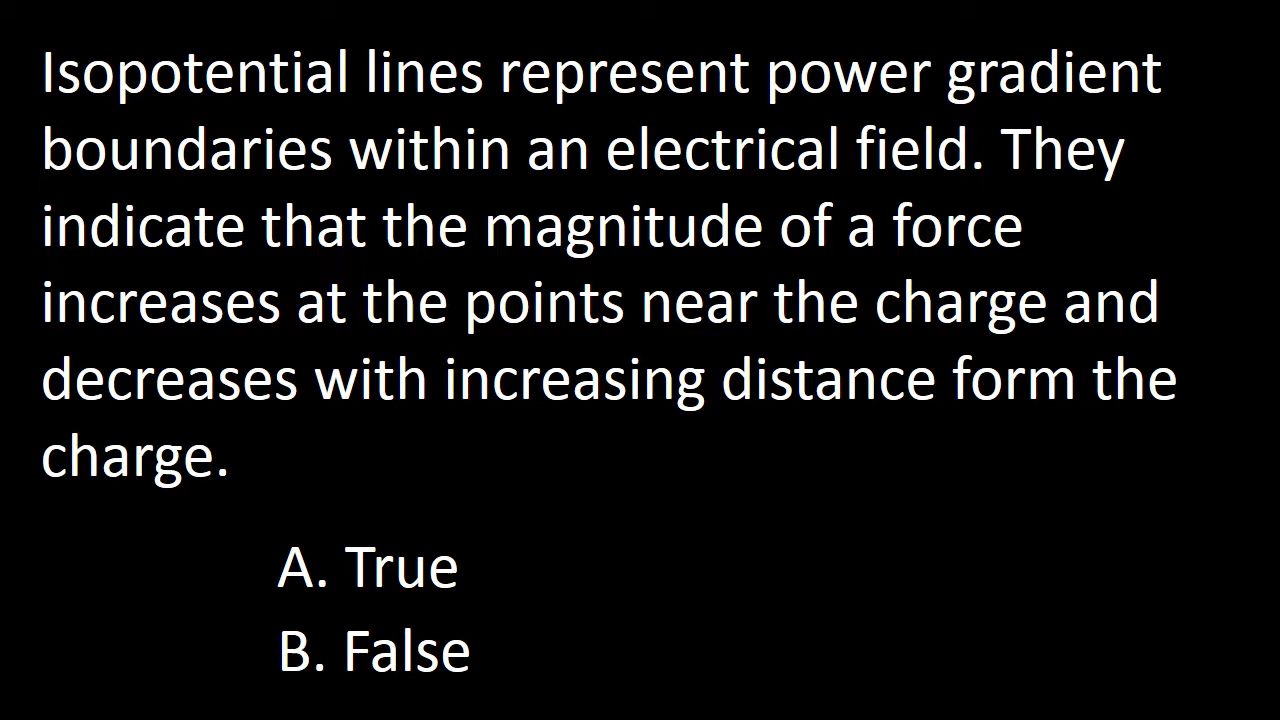 Isopotential lines represent power gradient
boundaries within an electrical field. They
indicate that the magnitude of a force
increases at the points near the charge and
decreases with increasing distance form the
charge.
A. True
B. False